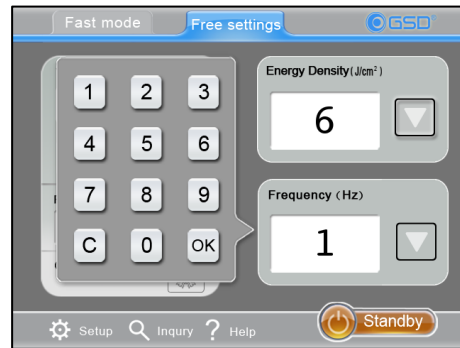 Fast mode
Free settings
GSD®
Energy Density(J/cm²)
6
1 2 3
4 5 6
7 8 9
C 0 OK
Frequency (Hz)
1
Standby
Setup
Inqury
? Help